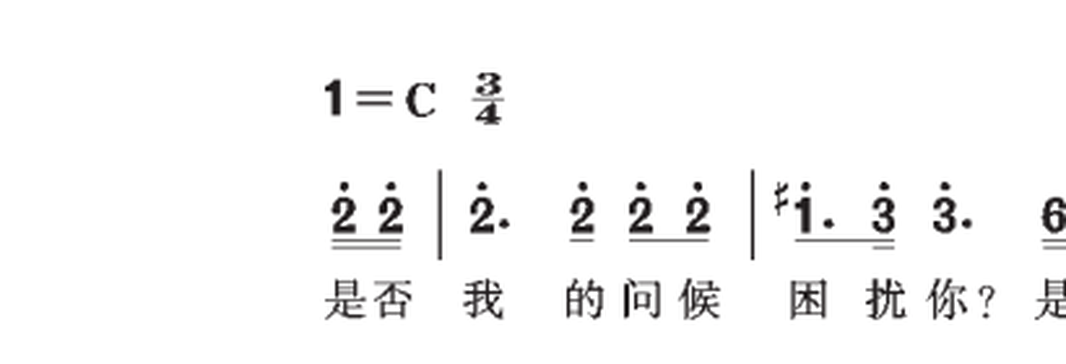 1=C 3/4
2̇ 2̇ | 2̇. 2̇ 2̇ 2̇ | ♯1̇. 3̇ 3̇. 6
是否 我 的 问 候 困 扰 你? 是